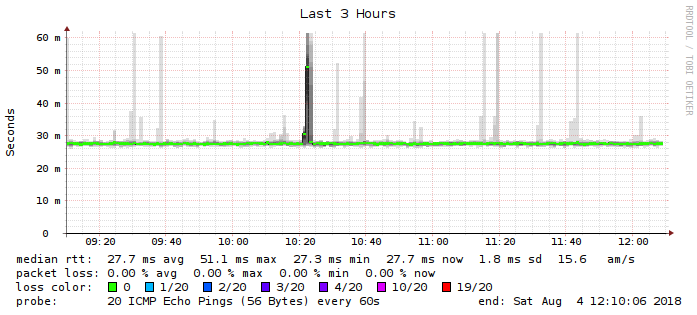 Last 3 Hours
RRDTOOL / TOBI OETIKER
Seconds
60 m
50 m
40 m
30 m
20 m
10 m
0
09:20 09:40 10:00 10:20 10:40 11:00 11:20 11:40 12:00
median rtt: 27.7 ms avg 51.1 ms max 27.3 ms min 27.7 ms now 1.8 ms sd 15.6 am/s
packet loss: 0.00 % avg 0.00 % max 0.00 % min 0.00 % now
loss color: 0 1/20 2/20 3/20 4/20 10/20 19/20
probe: 20 ICMP Echo Pings (56 Bytes) every 60s end: Sat Aug 4 12:10:06 2018